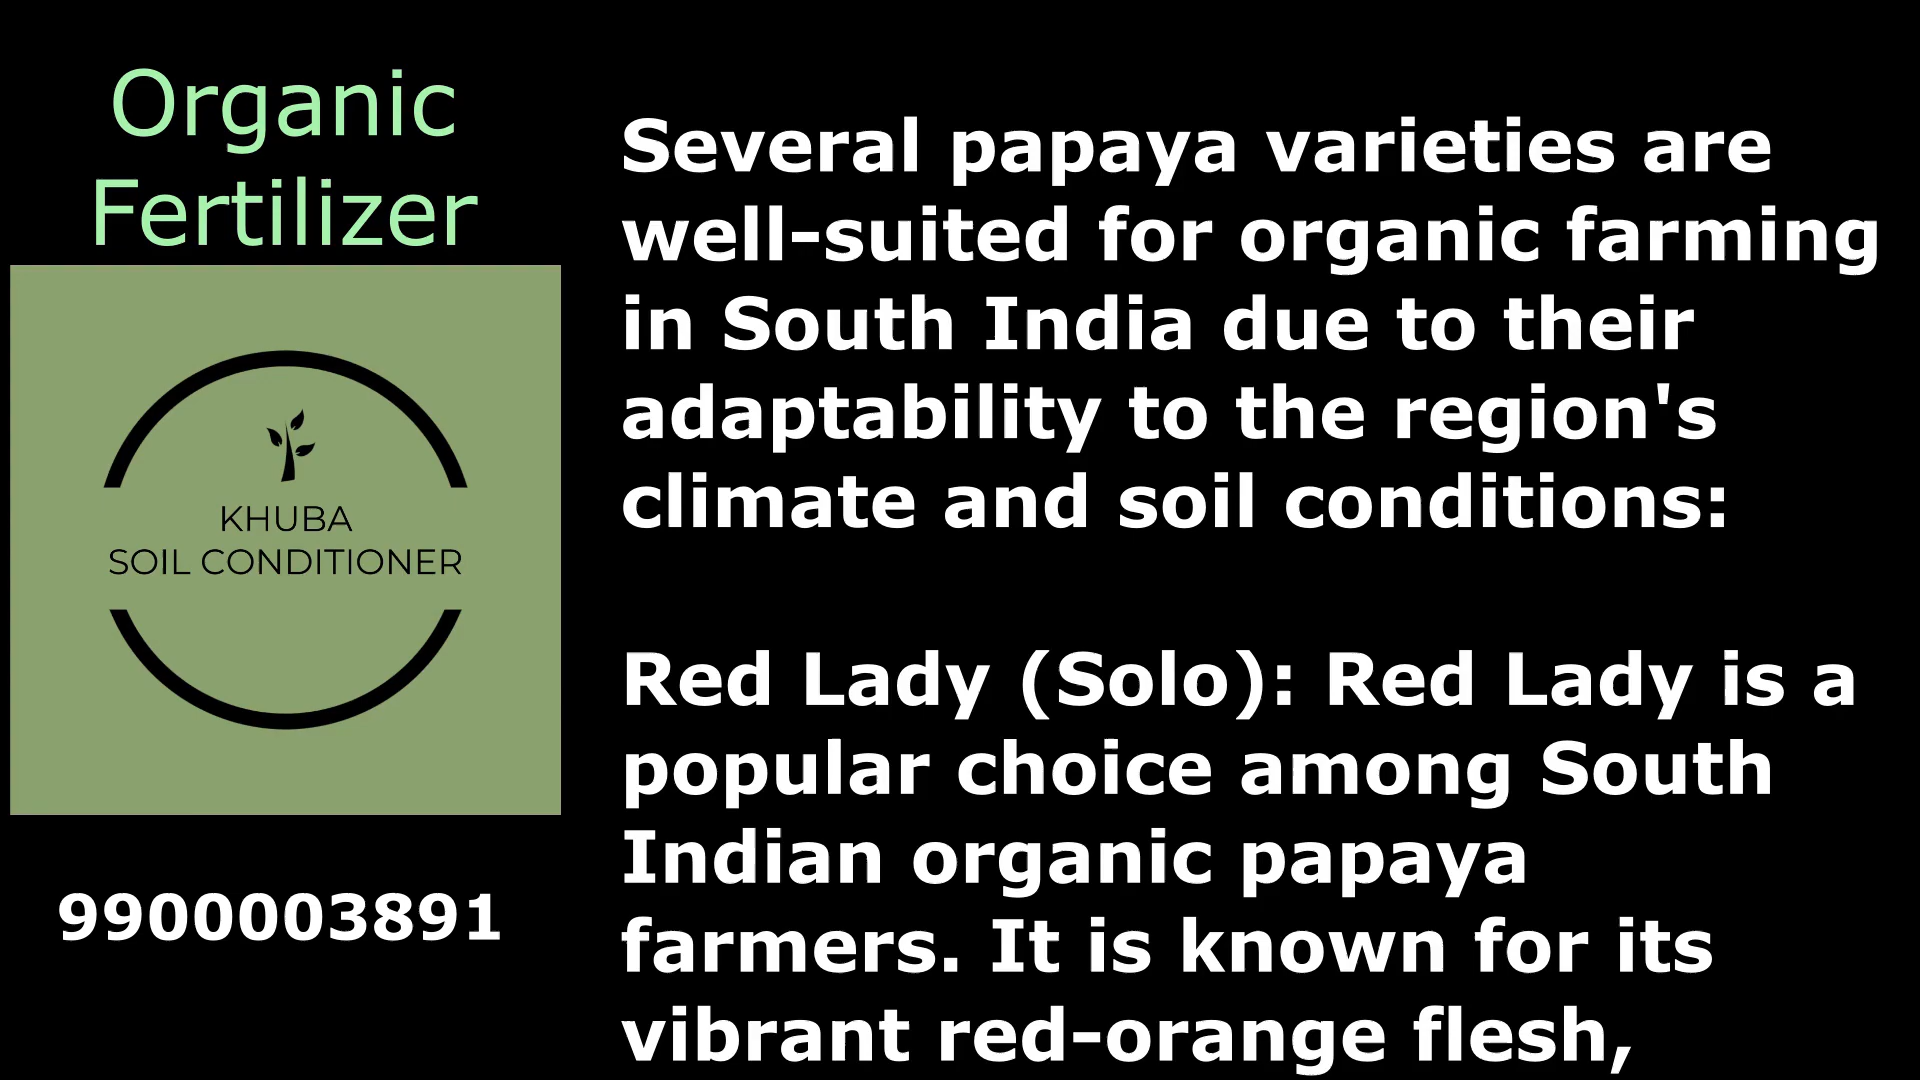 Organic
Fertilizer
KHUBA
SOIL CONDITIONER
9900003891
Several papaya varieties are
well-suited for organic farming
in South India due to their
adaptability to the region's
climate and soil conditions:
Red Lady (Solo): Red Lady is a
popular choice among South
Indian organic papaya
farmers. It is known for its
vibrant red-orange flesh,